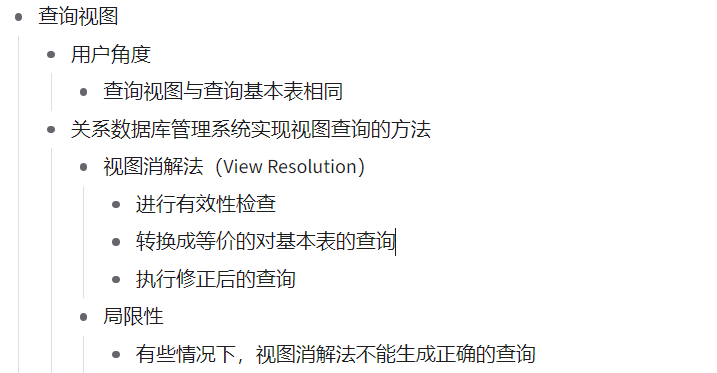 查询视图
用户角度
查询视图与查询基本表相同
关系数据库管理系统实现视图查询的方法
视图消解法（View Resolution）
进行有效性检查
转换成等价的对基本表的查询
执行修正后的查询
局限性
有些情况下，视图消解法不能生成正确的查询